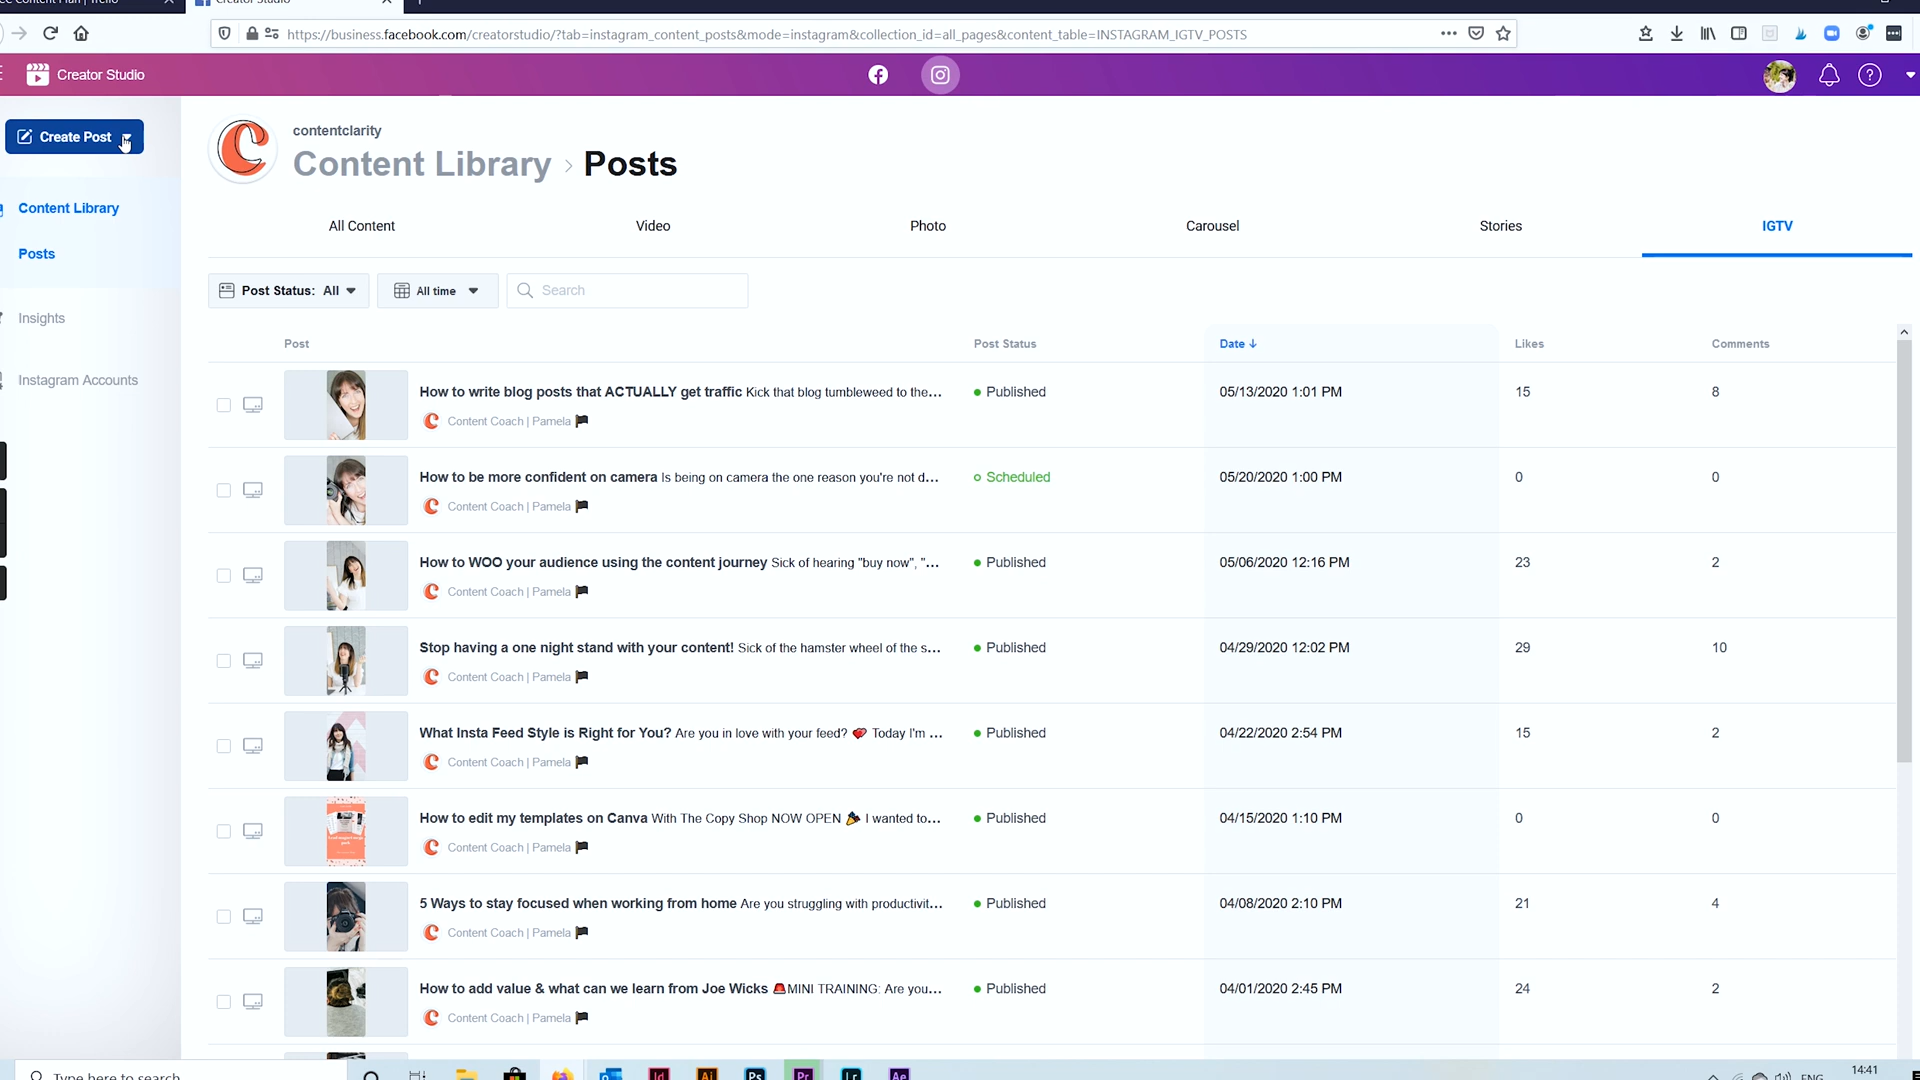 Creator Studio
https://business.facebook.com/creatorstudio/?tab=instagram_content_posts&mode=instagram&collection_id=all_pages&content_table=INSTAGRAM_IGTV_POSTS
Creator Studio
Create Post
Content Library
Posts
Insights
Instagram Accounts
contentclarity
Content Library › Posts
All Content Video Photo Carousel Stories IGTV
Post Status: All All time Search
Post Post Status Date ↓ Likes Comments
How to write blog posts that ACTUALLY get traffic Kick that blog tumbleweed to the... Published 05/13/2020 1:01 PM 15 8
Content Coach | Pamela
How to be more confident on camera Is being on camera the one reason you're not d... Scheduled 05/20/2020 1:00 PM 0 0
Content Coach | Pamela
How to WOO your audience using the content journey Sick of hearing "buy now", "... Published 05/06/2020 12:16 PM 23 2
Content Coach | Pamela
Stop having a one night stand with your content! Sick of the hamster wheel of the s... Published 04/29/2020 12:02 PM 29 10
Content Coach | Pamela
What Insta Feed Style is Right for You? Are you in love with your feed? 💝 Today I'm ... Published 04/22/2020 2:54 PM 15 2
Content Coach | Pamela
How to edit my templates on Canva With The Copy Shop NOW OPEN 🎉 I wanted to... Published 04/15/2020 1:10 PM 0 0
Content Coach | Pamela
5 Ways to stay focused when working from home Are you struggling with productivit... Published 04/08/2020 2:10 PM 21 4
Content Coach | Pamela
How to add value & what can we learn from Joe Wicks 🚨MINI TRAINING: Are you... Published 04/01/2020 2:45 PM 24 2
Content Coach | Pamela
Type here to search
Id Ai Ps Pr Lr Ae
ENG 14:41